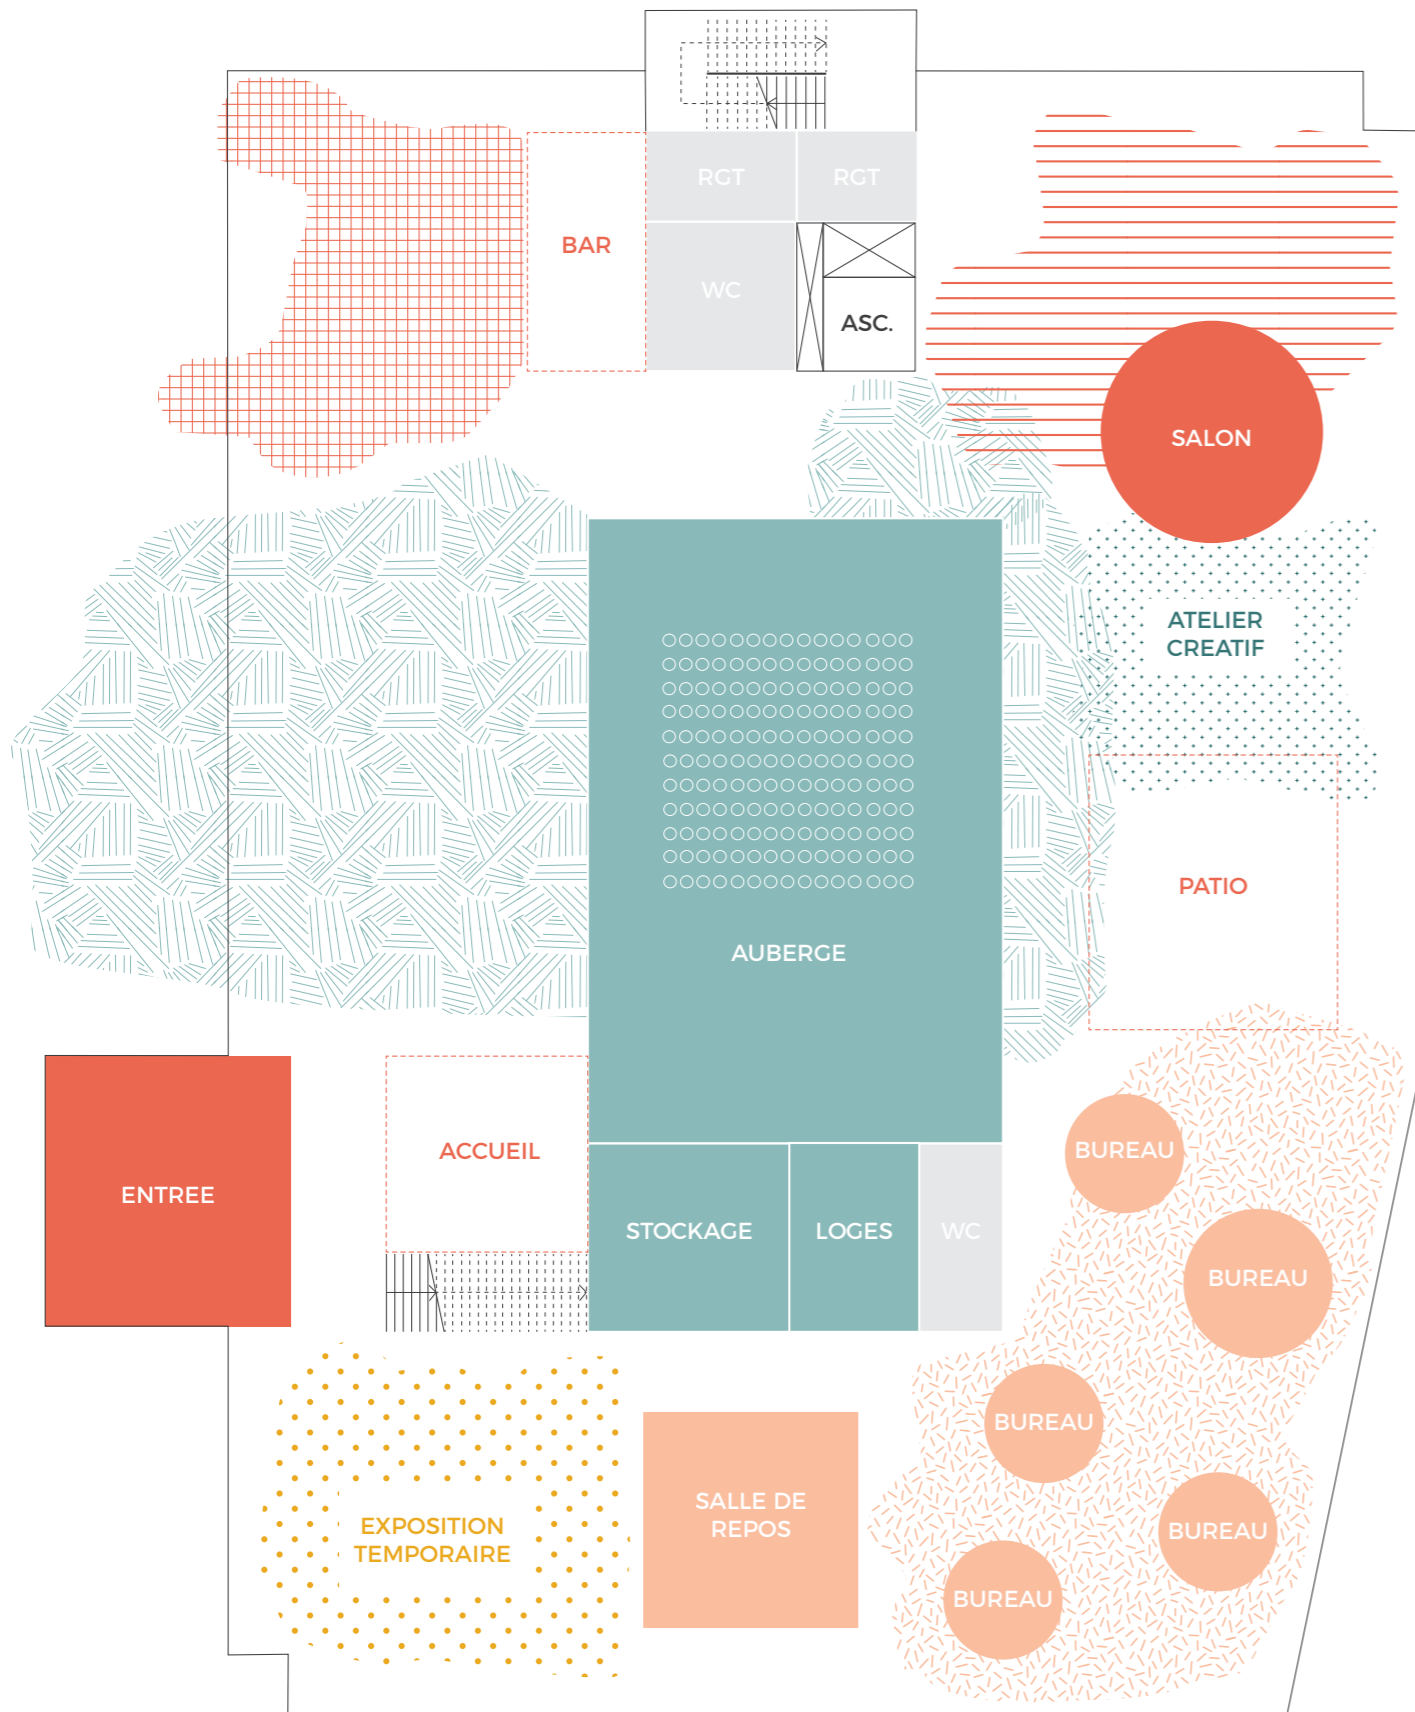 RGT
RGT
BAR
WC
ASC.
SALON
ATELIER
CREATIF
PATIO
AUBERGE
ACCUEIL
BUREAU
ENTREE
STOCKAGE
LOGES
WC
BUREAU
BUREAU
SALLE DE
REPOS
EXPOSITION
TEMPORAIRE
BUREAU
BUREAU